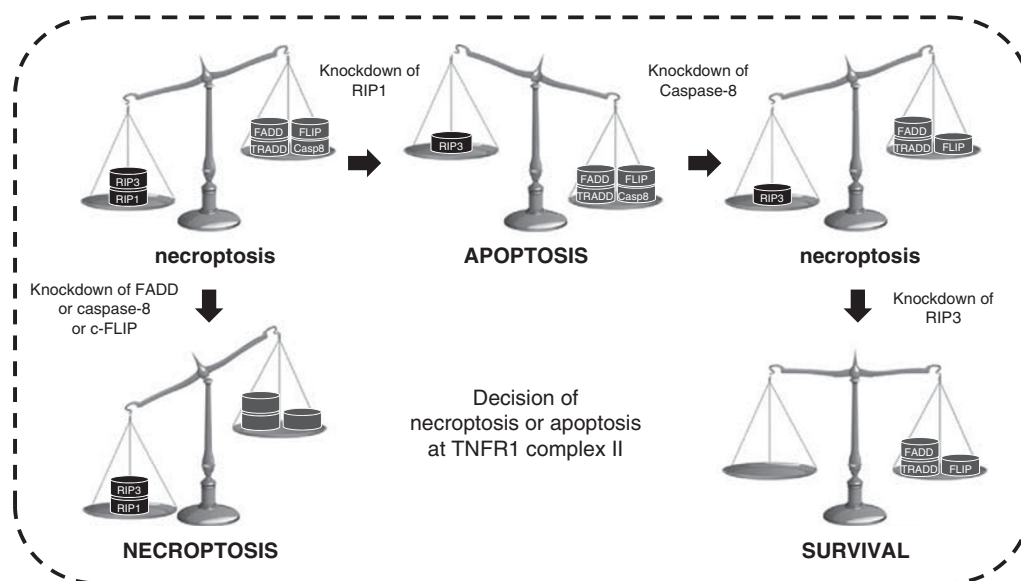 Knockdown of
RIP1
Knockdown of
Caspase-8
FADD FLIP
TRADD Casp8
RIP3
RIP1
RIP3
FADD FLIP
TRADD Casp8
FADD
TRADD FLIP
RIP3
necroptosis
APOPTOSIS
necroptosis
Knockdown of FADD
or caspase-8
or c-FLIP
Knockdown of
RIP3
Decision of
necroptosis or apoptosis
at TNFR1 complex II
RIP3
RIP1
FADD
TRADD FLIP
NECROPTOSIS
SURVIVAL